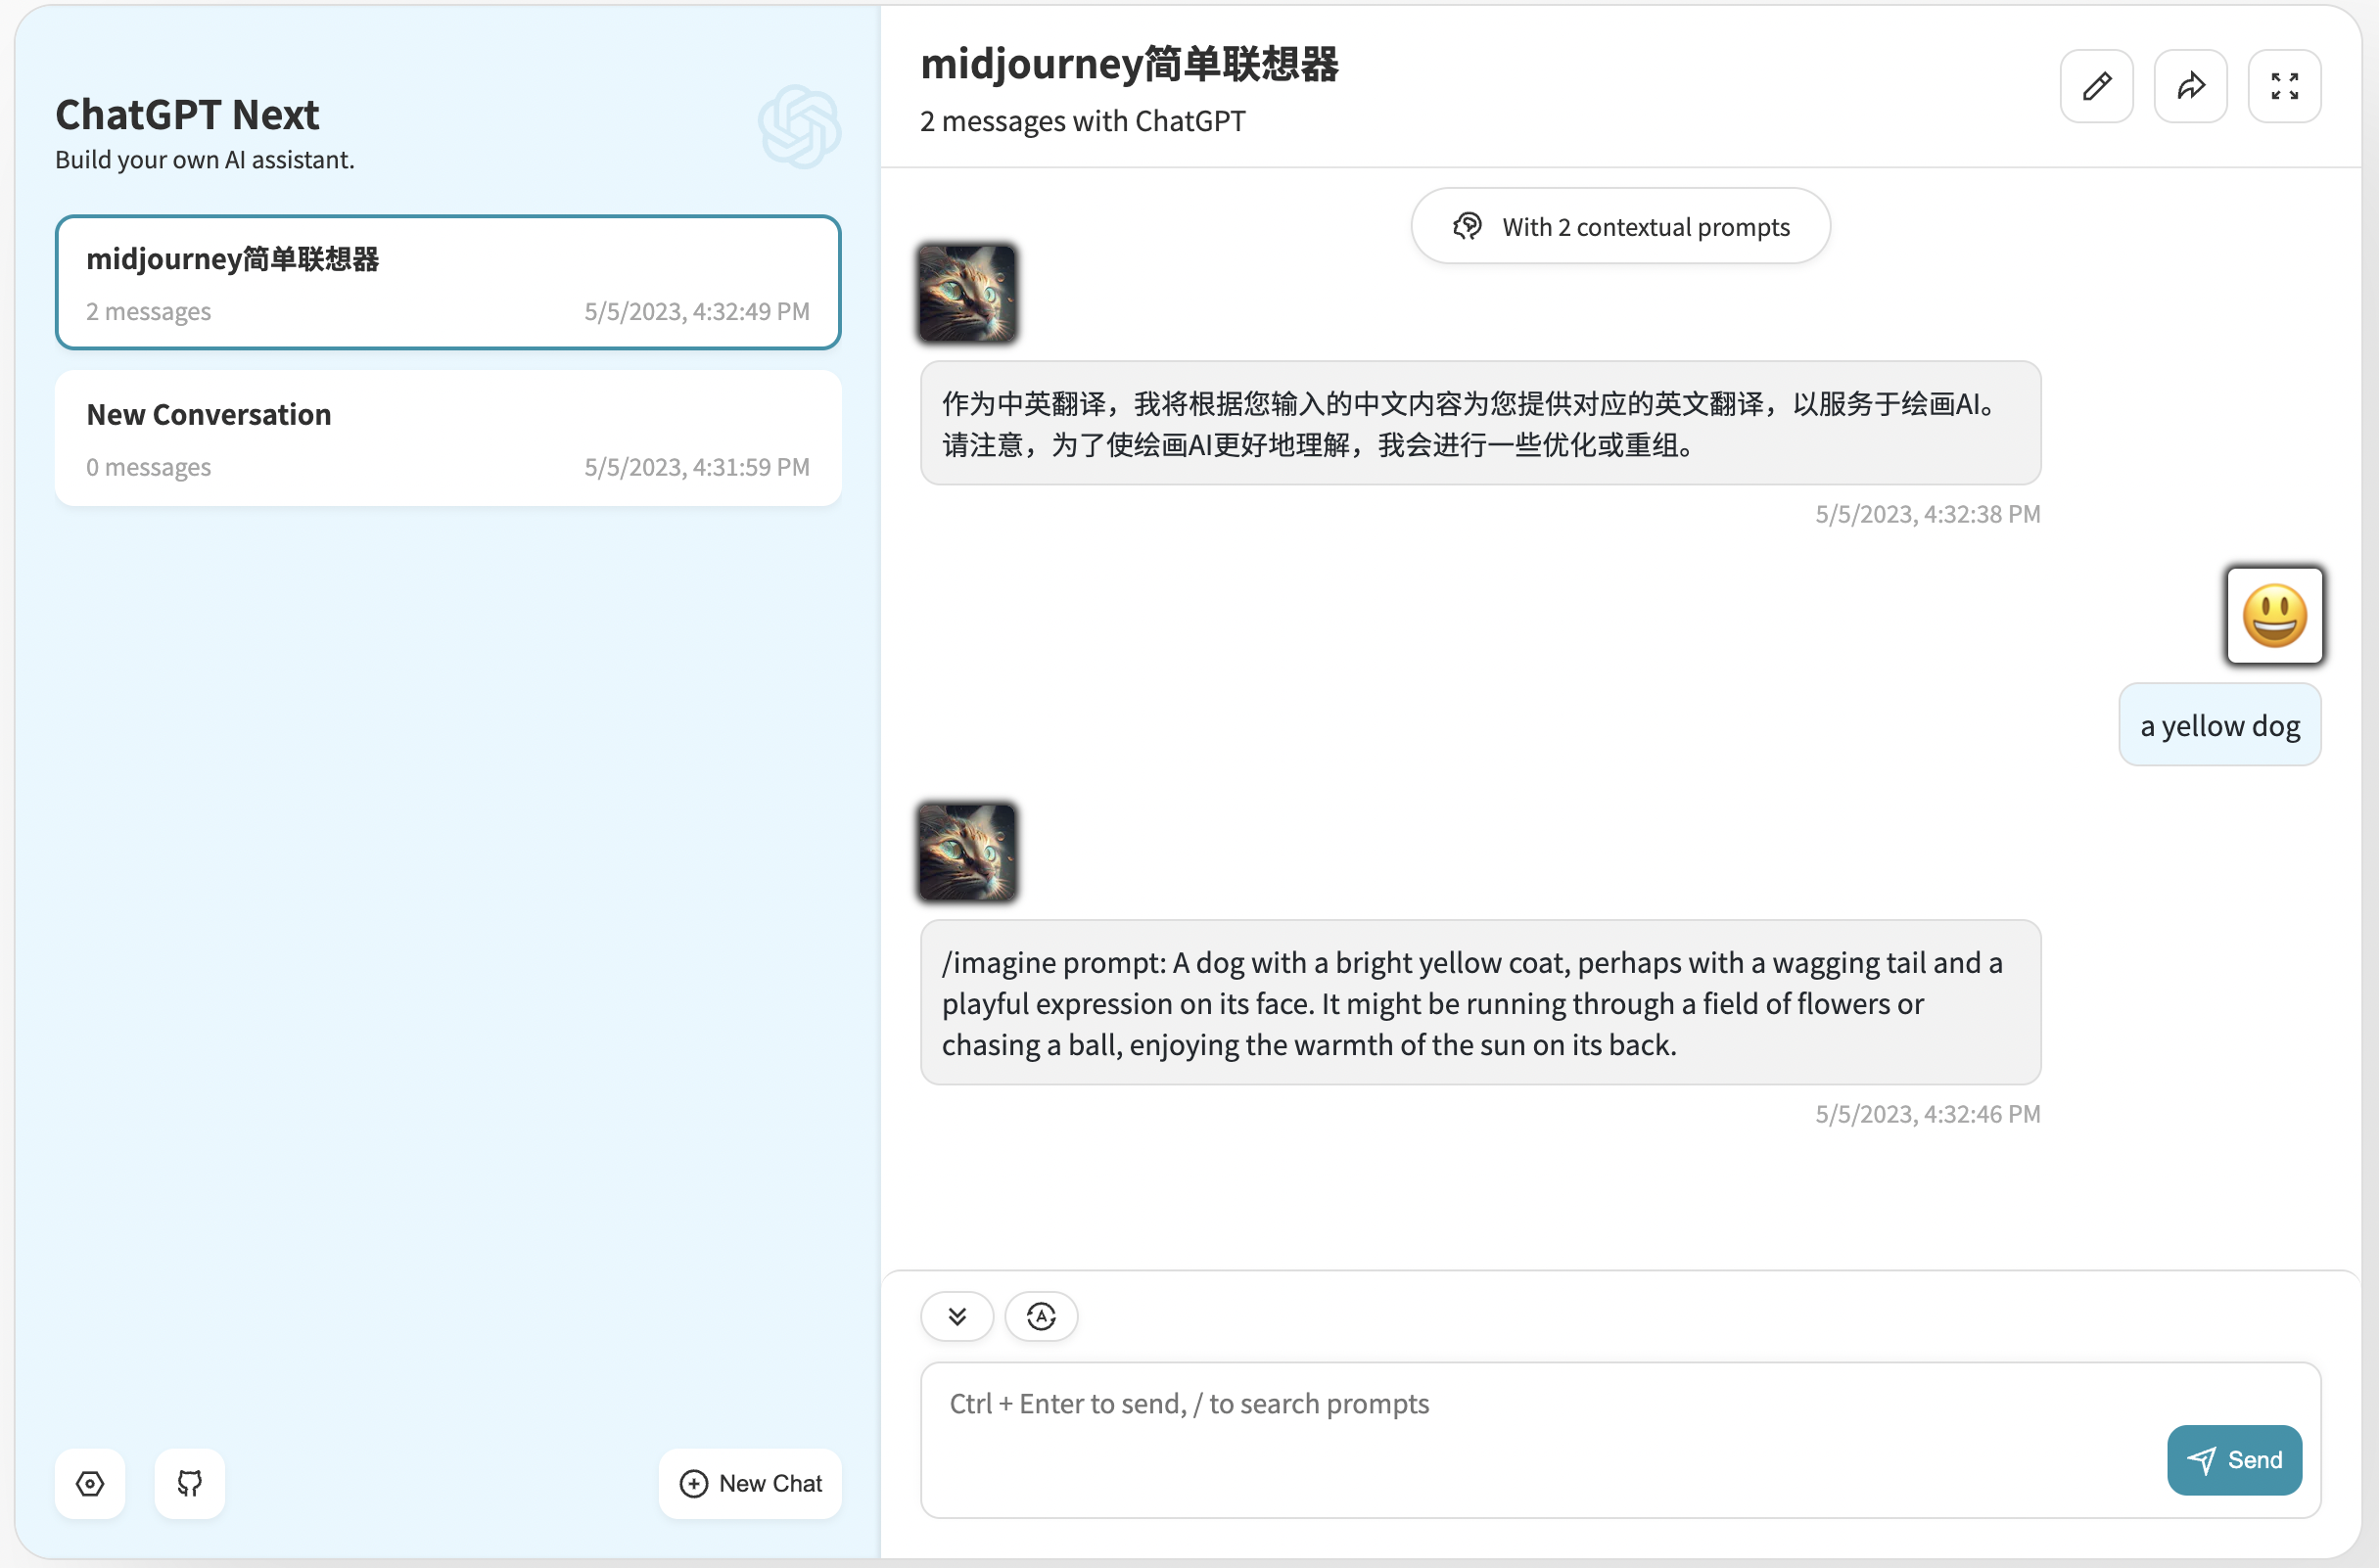 ChatGPT Next
Build your own AI assistant.
midjourney简单联想器
2 messages
5/5/2023, 4:32:49 PM
New Conversation
0 messages
5/5/2023, 4:31:59 PM
New Chat
midjourney简单联想器
2 messages with ChatGPT
With 2 contextual prompts
作为中英翻译，我将根据您输入的中文内容为您提供对应的英文翻译，以服务于绘画AI。
请注意，为了使绘画AI更好地理解，我会进行一些优化或重组。
5/5/2023, 4:32:38 PM
a yellow dog
/imagine prompt: A dog with a bright yellow coat, perhaps with a wagging tail and a
playful expression on its face. It might be running through a field of flowers or
chasing a ball, enjoying the warmth of the sun on its back.
5/5/2023, 4:32:46 PM
A
Ctrl + Enter to send, / to search prompts
Send